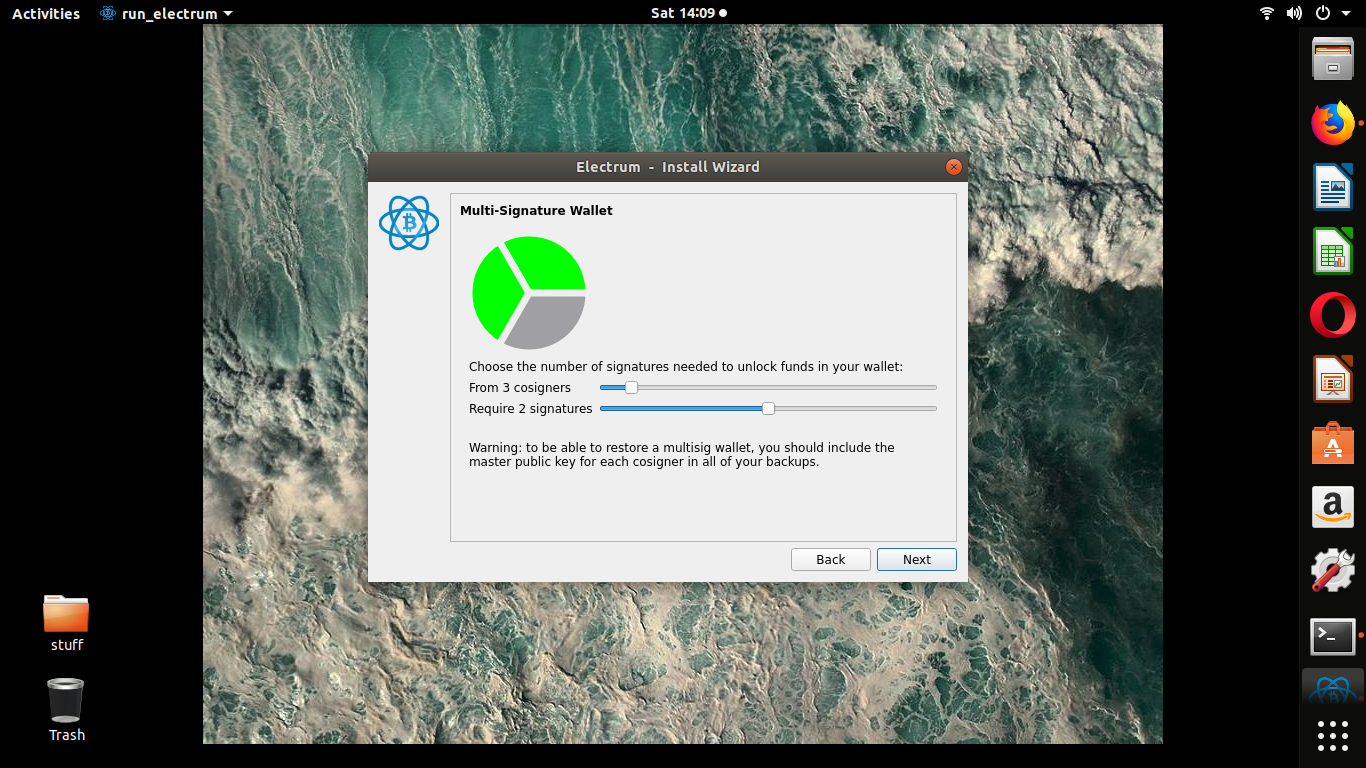 Activities
run_electrum
Sat 14:09
Electrum - Install Wizard
Multi-Signature Wallet
Choose the number of signatures needed to unlock funds in your wallet:
From 3 cosigners
Require 2 signatures
Warning: to be able to restore a multisig wallet, you should include the
master public key for each cosigner in all of your backups.
Back
Next
stuff
Trash